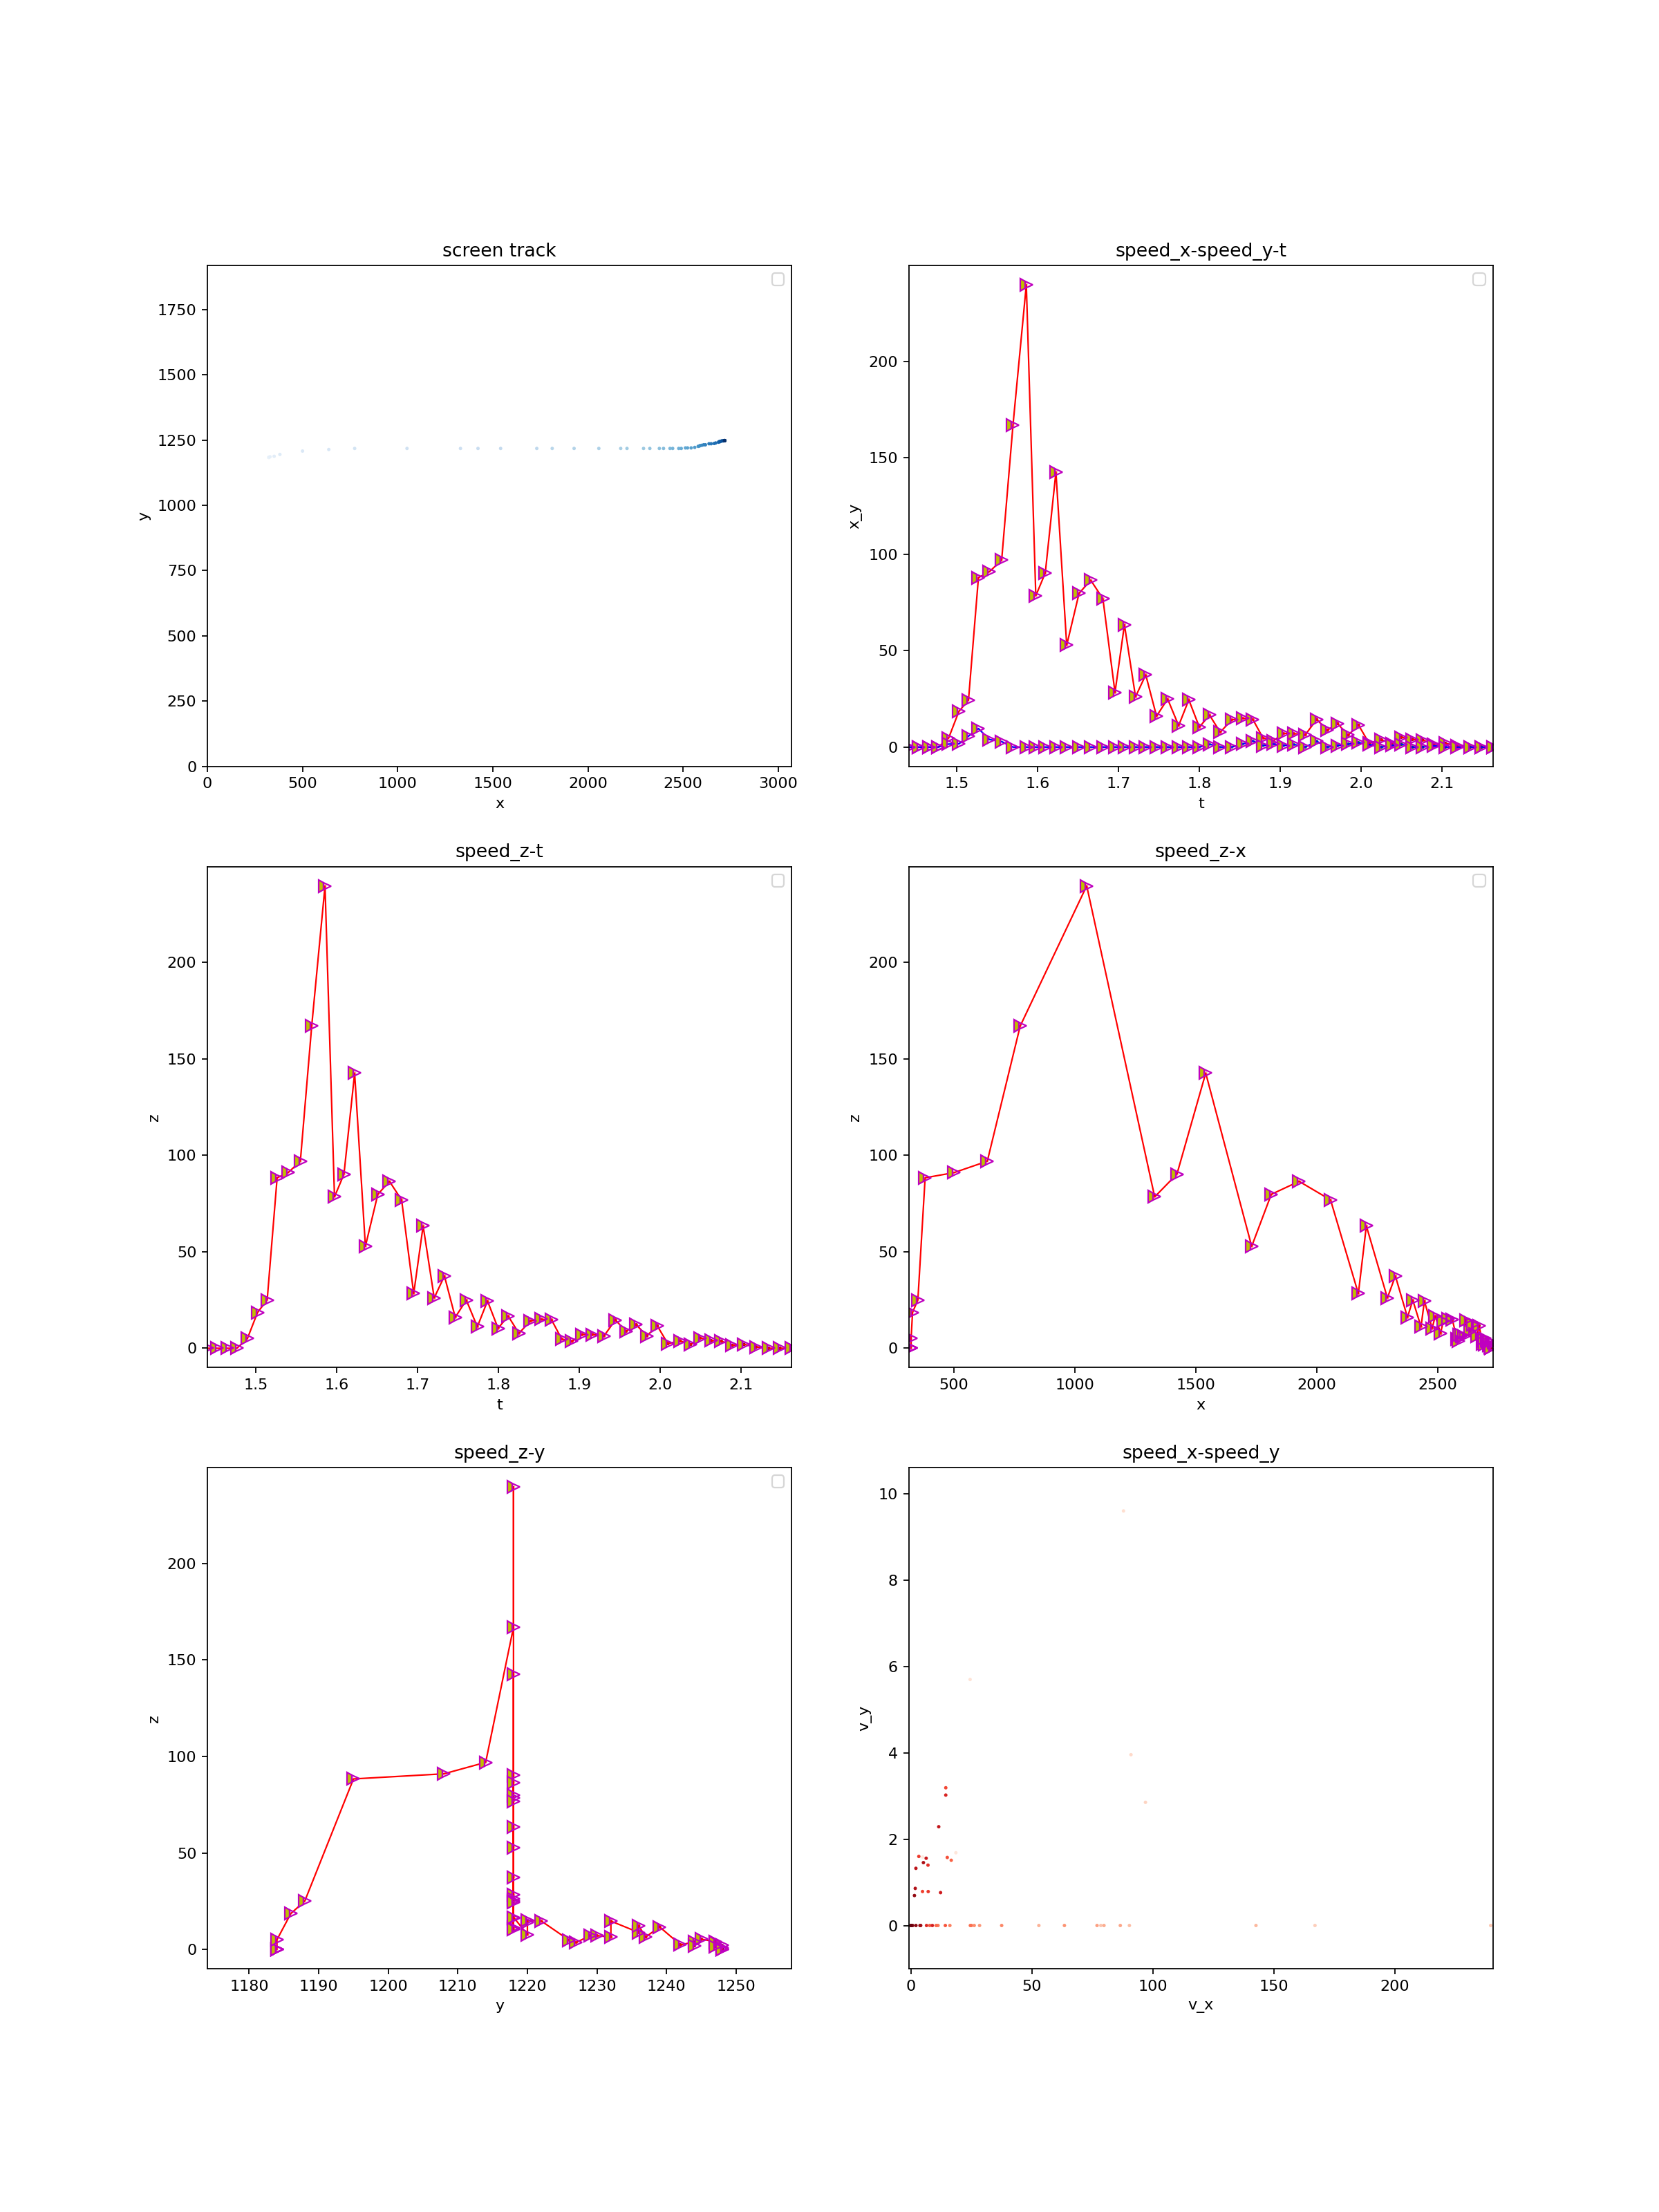 screen track
1750
1500
1250
1000
750
500
250
0
y
0 500 1000 1500 2000 2500 3000
x
speed_x-speed_y-t
200
150
100
50
0
x_y
1.5 1.6 1.7 1.8 1.9 2.0 2.1
t
speed_z-t
200
150
100
50
0
z
1.5 1.6 1.7 1.8 1.9 2.0 2.1
t
speed_z-x
200
150
100
50
0
z
500 1000 1500 2000 2500
x
speed_z-y
200
150
100
50
0
z
1180 1190 1200 1210 1220 1230 1240 1250
y
speed_x-speed_y
10
8
6
4
2
0
v_y
0 50 100 150 200
v_x